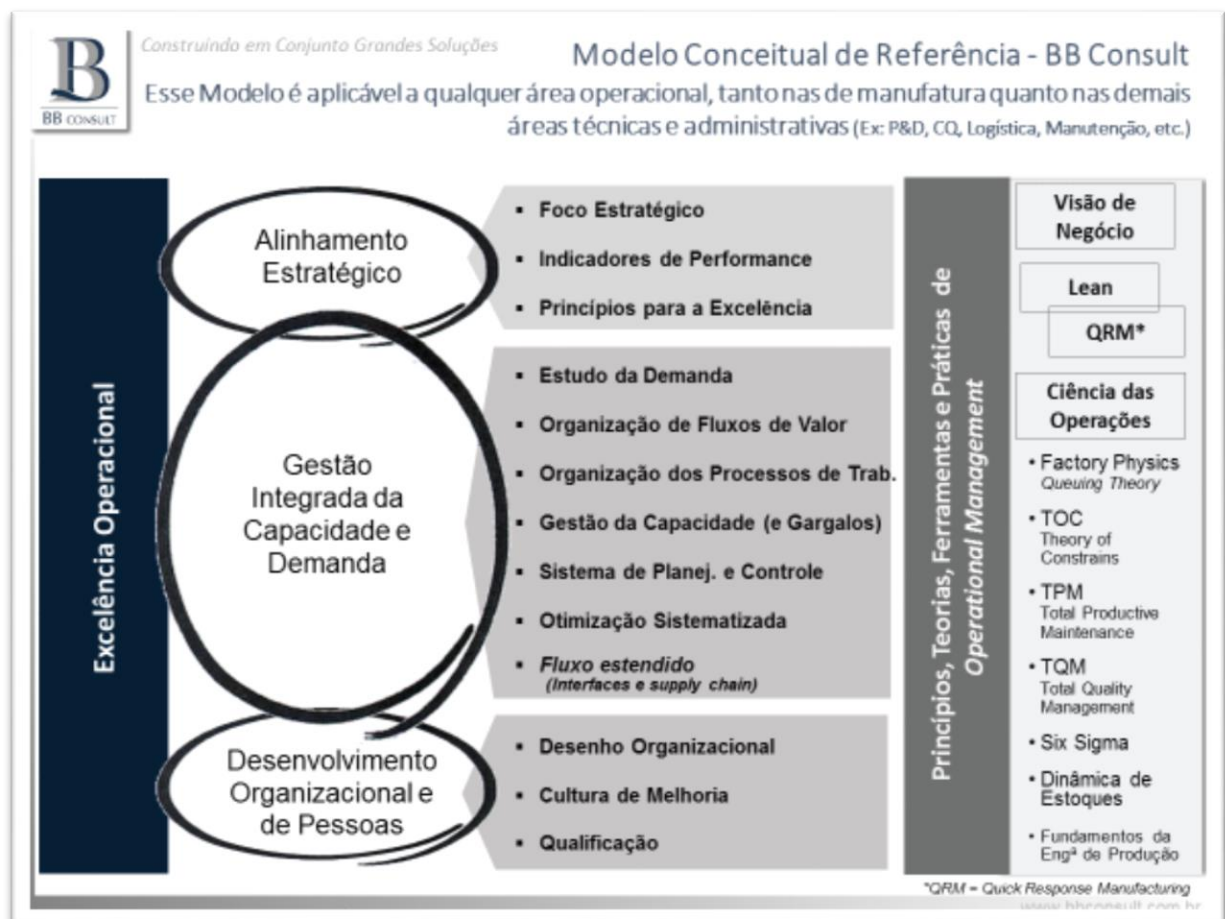 B
BB CONSULT
Construindo em Conjunto Grandes Soluções
Modelo Conceitual de Referência - BB Consult
Esse Modelo é aplicável a qualquer área operacional, tanto nas de manufatura quanto nas demais
áreas técnicas e administrativas (Ex: P&D, CQ, Logística, Manutenção, etc.)
Excelência Operacional
Alinhamento
Estratégico
▪ Foco Estratégico
▪ Indicadores de Performance
▪ Princípios para a Excelência
Gestão
Integrada da
Capacidade e
Demanda
▪ Estudo da Demanda
▪ Organização de Fluxos de Valor
▪ Organização dos Processos de Trab.
▪ Gestão da Capacidade (e Gargalos)
▪ Sistema de Planej. e Controle
▪ Otimização Sistematizada
▪ Fluxo estendido
(Interfaces e supply chain)
Desenvolvimento
Organizacional e
de Pessoas
▪ Desenho Organizacional
▪ Cultura de Melhoria
▪ Qualificação
Princípios, Teorias, Ferramentas e Práticas de
Operational Management
Visão de
Negócio
Lean
QRM*
Ciência das
Operações
• Factory Physics
Queuing Theory
• TOC
Theory of
Constrains
• TPM
Total Productive
Maintenance
• TQM
Total Quality
Management
• Six Sigma
• Dinâmica de
Estoques
• Fundamentos da
Engª de Produção
*QRM = Quick Response Manufacturing
www.bbconsult.com.br